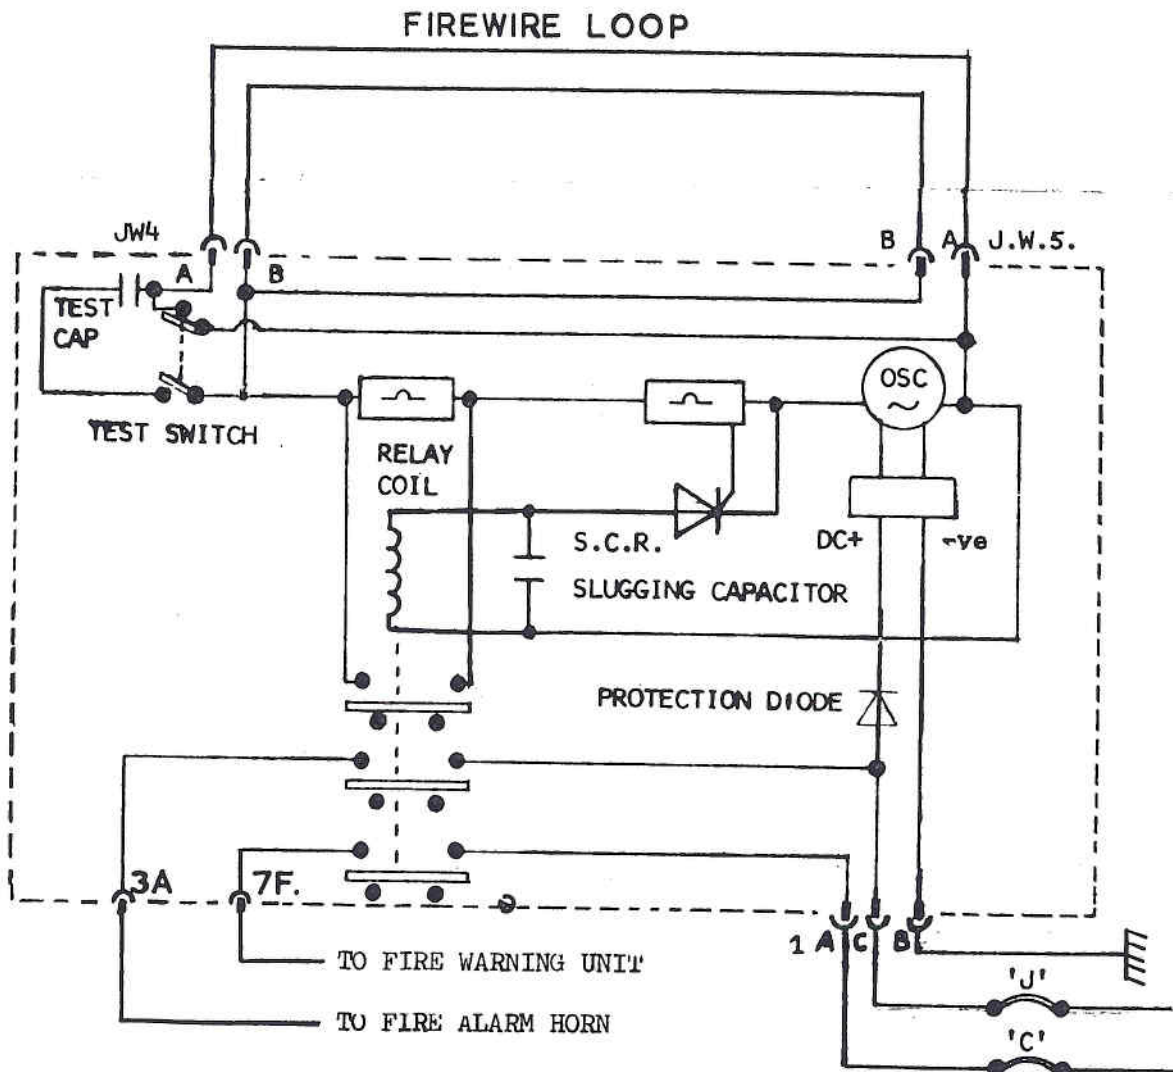 FIREWIRE LOOP
JW4
B A J.W.5.
A B
TEST
CAP
OSC
TEST SWITCH
RELAY
COIL
S.C.R.
DC+ -ve
SLUGGING CAPACITOR
PROTECTION DIODE
3A 7F.
1 A C B
TO FIRE WARNING UNIT
'J'
TO FIRE ALARM HORN
'C'